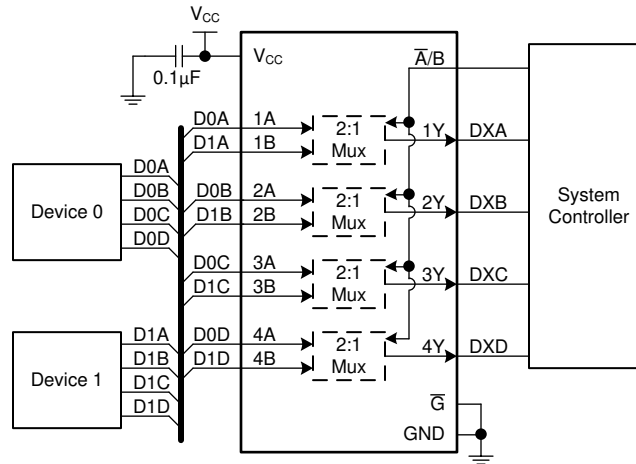 VCC
0.1µF
VCC
A̅/B
D0A 1A
D1A 1B
2:1
Mux
1Y DXA
D0B 2A
D1B 2B
2:1
Mux
2Y DXB
D0C 3A
D1C 3B
2:1
Mux
3Y DXC
D0D 4A
D1D 4B
2:1
Mux
4Y DXD
G̅
GND
Device 0
D0A
D0B
D0C
D0D
Device 1
D1A
D1B
D1C
D1D
System
Controller